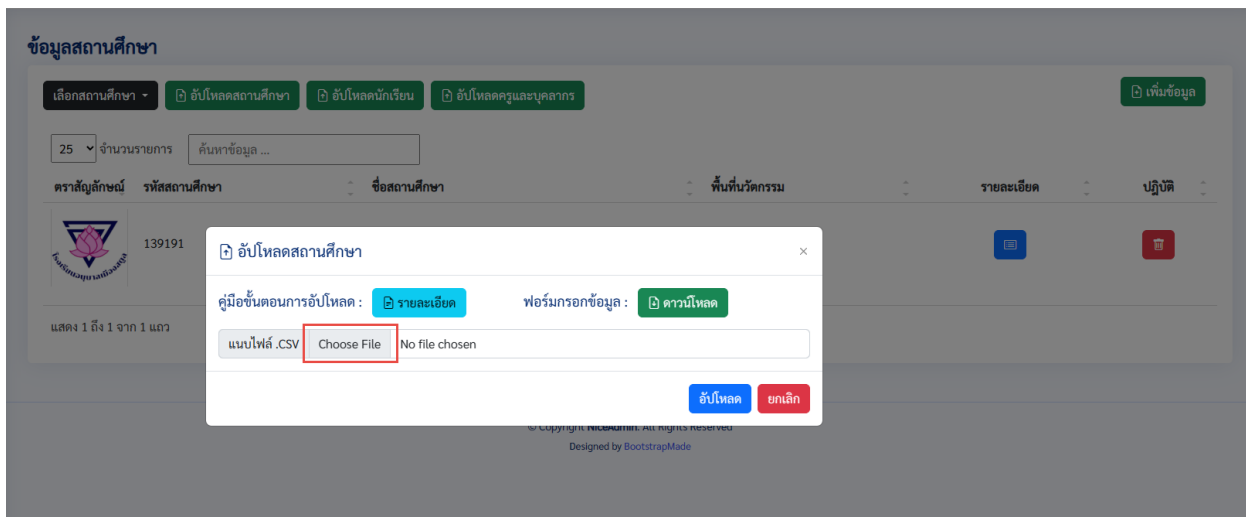 ข้อมูลสถานศึกษา
เลือกสถานศึกษา อัปโหลดสถานศึกษา อัปโหลดนักเรียน อัปโหลดครูและบุคลากร เพิ่มข้อมูล
25 จำนวนรายการ ค้นหาข้อมูล ...
ตราสัญลักษณ์ รหัสสถานศึกษา ชื่อสถานศึกษา พื้นที่นวัตกรรม รายละเอียด ปฏิบัติ
139191
อัปโหลดสถานศึกษา ×
คู่มือขั้นตอนการอัปโหลด : รายละเอียด ฟอร์มกรอกข้อมูล : ดาวน์โหลด
แนบไฟล์ .CSV Choose File No file chosen
อัปโหลด ยกเลิก
แสดง 1 ถึง 1 จาก 1 แถว
© Copyright NiceAdmin. All Rights Reserved
Designed by BootstrapMade